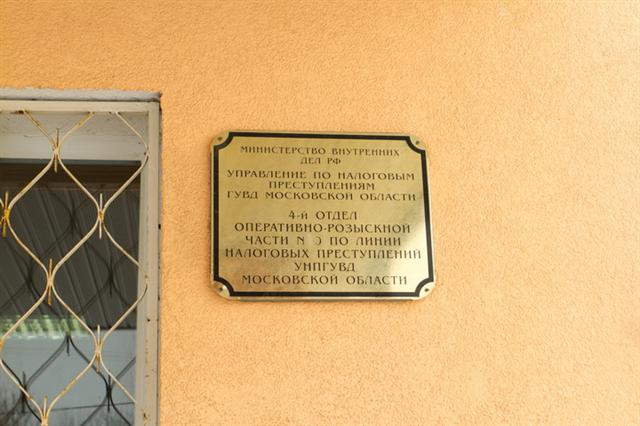 МИНИСТЕРСТВО ВНУТРЕННИХ
ДЕЛ РФ
УПРАВЛЕНИЕ ПО НАЛОГОВЫМ
ПРЕСТУПЛЕНИЯМ
ГУВД МОСКОВСКОЙ ОБЛАСТИ
4-й ОТДЕЛ
ОПЕРАТИВНО-РОЗЫСКНОЙ
ЧАСТИ ПО ЛИНИИ
НАЛОГОВЫХ ПРЕСТУПЛЕНИЙ
УНПГУВД
МОСКОВСКОЙ ОБЛАСТИ